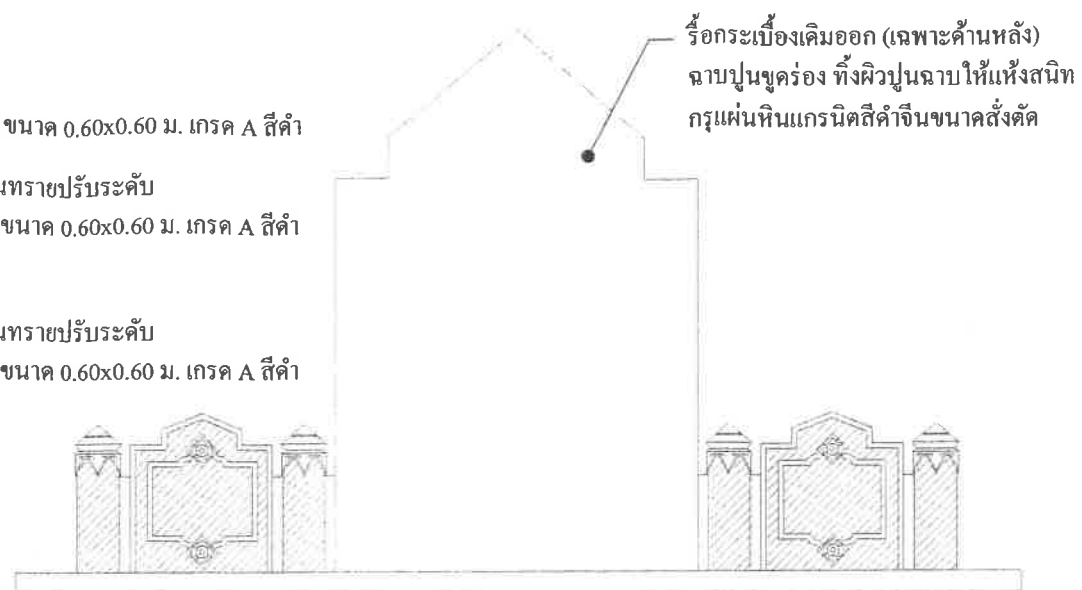 ขนาด 0.60x0.60 ม. เกรด A สีดำ
นทรายปรับระดับ
ขนาด 0.60x0.60 ม. เกรด A สีดำ
นทรายปรับระดับ
ขนาด 0.60x0.60 ม. เกรด A สีดำ
รื้อกระเบื้องเดิมออก (เฉพาะด้านหลัง)
ฉาบปูนขูดร่อง ทิ้งผิวปูนฉาบให้แห้งสนิท
กรุแผ่นหินแกรนิตสีดำจีนขนาดสั่งตัด